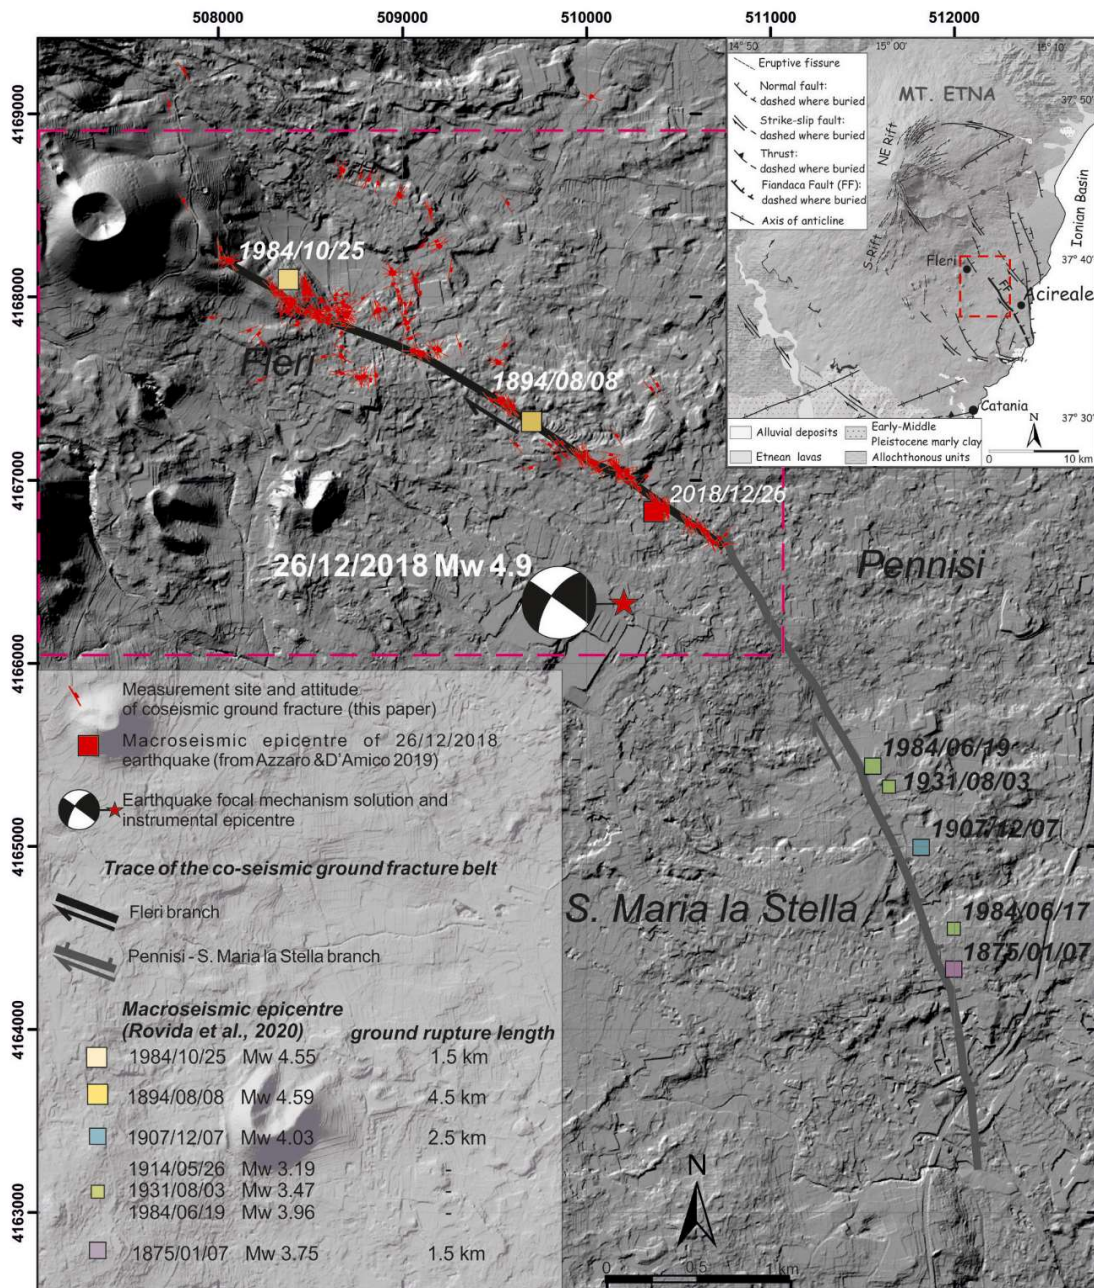 508000
509000
510000
511000
512000
4169000
4168000
4167000
4166000
4165000
4164000
4163000
14° 50'
15° 00'
15° 10'
37° 50'
37° 40'
37° 30'
Eruptive fissure
Normal fault:
dashed where buried
Strike-slip fault:
dashed where buried
Thrust:
dashed where buried
Fiandaca Fault (FF):
dashed where buried
Axis of anticline
MT. ETNA
NE Rift
S-Rift
Ionian Basin
Fleri
Acireale
Catania
Alluvial deposits
Early-Middle
Pleistocene marly clay
Etnean lavas
Allochthonous units
N
0 10 km
1984/10/25
Fleri
1894/08/08
2018/12/26
26/12/2018 Mw 4.9
Pennisi
1984/06/19
1931/08/03
1907/12/07
S. Maria la Stella
1984/06/17
1875/01/07
Measurement site and attitude
of coseismic ground fracture (this paper)
Macroseismic epicentre of 26/12/2018
earthquake (from Azzaro &D'Amico 2019)
Earthquake focal mechanism solution and
instrumental epicentre
Trace of the co-seismic ground fracture belt
Fleri branch
Pennisi - S. Maria la Stella branch
Macroseismic epicentre
(Rovida et al., 2020) ground rupture length
1984/10/25 Mw 4.55 1.5 km
1894/08/08 Mw 4.59 4.5 km
1907/12/07 Mw 4.03 2.5 km
1914/05/26 Mw 3.19 -
1931/08/03 Mw 3.47 -
1984/06/19 Mw 3.96 -
1875/01/07 Mw 3.75 1.5 km
N
0 0.5 1 km